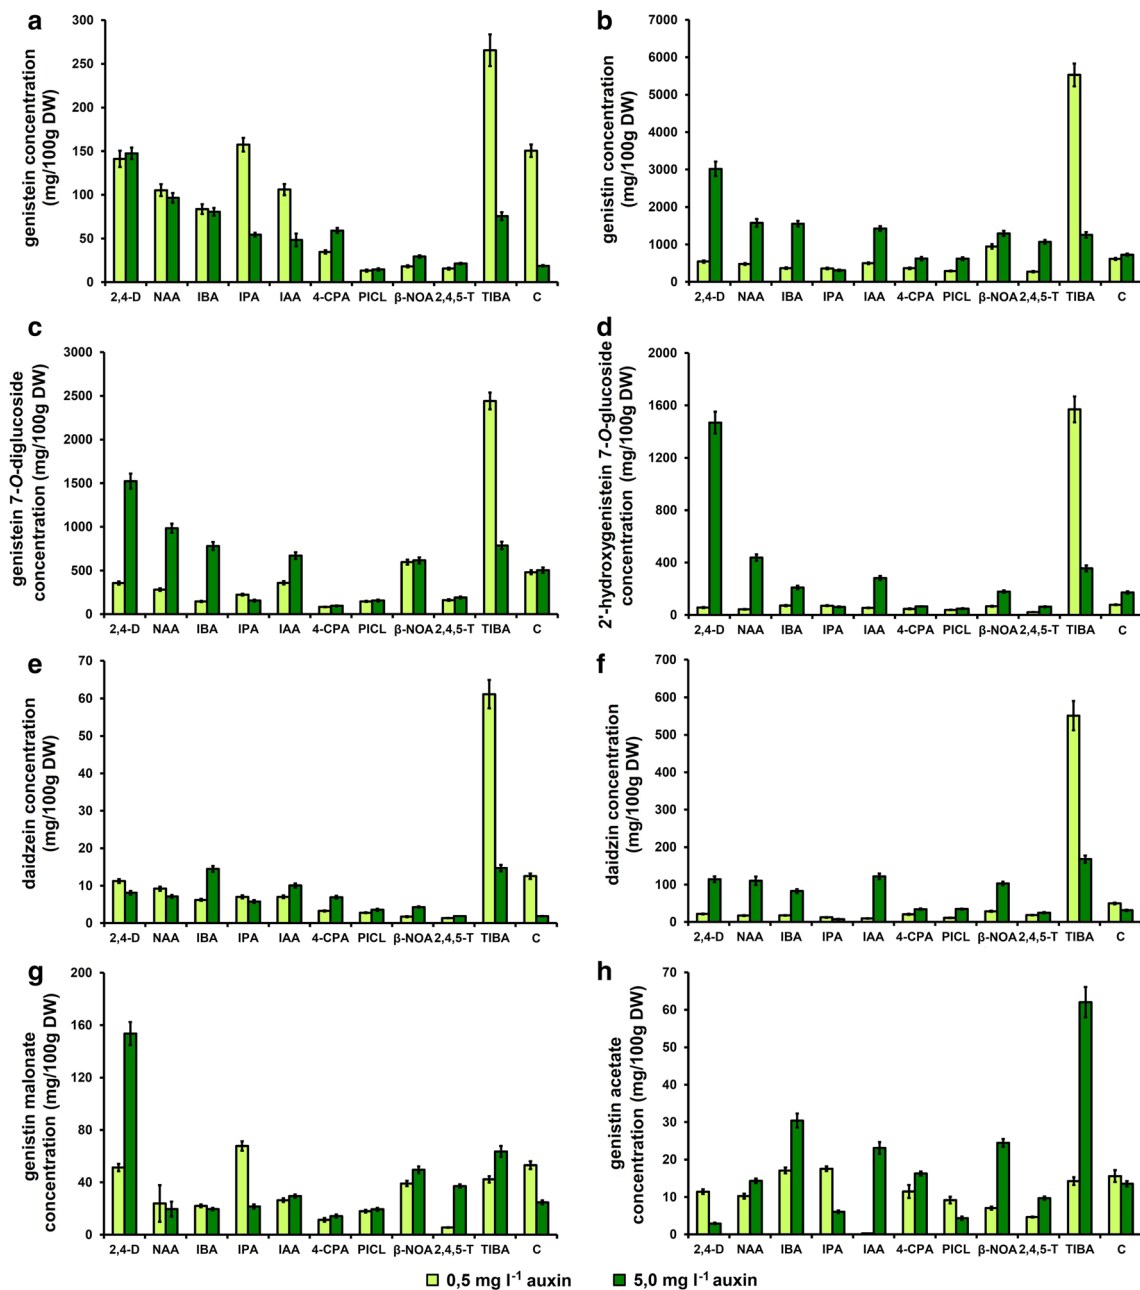 a
genistein concentration
(mg/100g DW)
300
250
200
150
100
50
0
2,4-D NAA IBA IPA IAA 4-CPA PICL β-NOA 2,4,5-T TIBA C
b
genistin concentration
(mg/100g DW)
7000
6000
5000
4000
3000
2000
1000
0
2,4-D NAA IBA IPA IAA 4-CPA PICL β-NOA 2,4,5-T TIBA C
c
genistein 7-O-diglucoside
concentration (mg/100g DW)
3000
2500
2000
1500
1000
500
0
2,4-D NAA IBA IPA IAA 4-CPA PICL β-NOA 2,4,5-T TIBA C
d
2'-hydroxygenistein 7-O-glucoside
concentration (mg/100g DW)
2000
1600
1200
800
400
0
2,4-D NAA IBA IPA IAA 4-CPA PICL β-NOA 2,4,5-T TIBA C
e
daidzein concentration
(mg/100g DW)
70
60
50
40
30
20
10
0
2,4-D NAA IBA IPA IAA 4-CPA PICL β-NOA 2,4,5-T TIBA C
f
daidzin concentration
(mg/100g DW)
700
600
500
400
300
200
100
0
2,4-D NAA IBA IPA IAA 4-CPA PICL β-NOA 2,4,5-T TIBA C
g
genistin malonate
concentration (mg/100g DW)
200
160
120
80
40
0
2,4-D NAA IBA IPA IAA 4-CPA PICL β-NOA 2,4,5-T TIBA C
h
genistin acetate
concentration (mg/100g DW)
70
60
50
40
30
20
10
0
2,4-D NAA IBA IPA IAA 4-CPA PICL β-NOA 2,4,5-T TIBA C
0,5 mg l⁻¹ auxin 5,0 mg l⁻¹ auxin